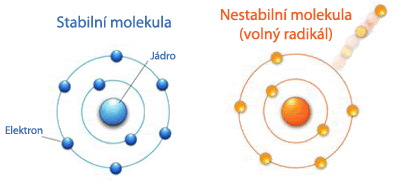 Stabilní molekula
Jádro
Elektron
Nestabilní molekula
(volný radikál)